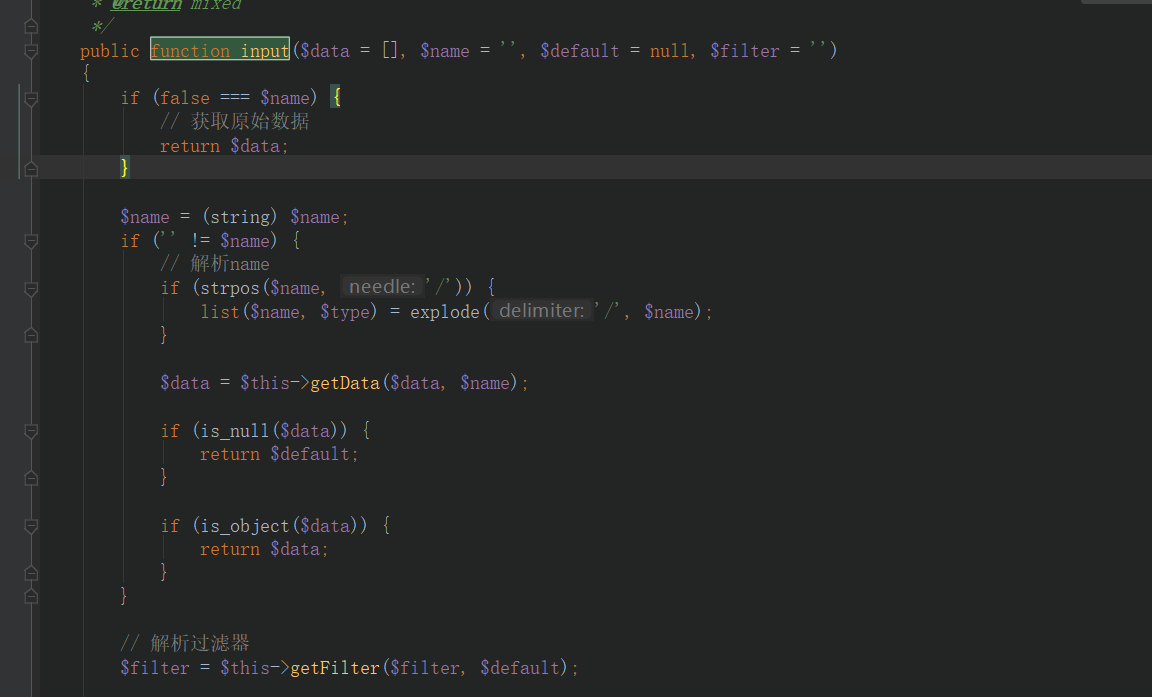 * @return mixed
*/
public function input($data = [], $name = '', $default = null, $filter = '')
{
if (false === $name) {
// 获取原始数据
return $data;
}
$name = (string) $name;
if ('' != $name) {
// 解析name
if (strpos($name, needle: '/')) {
list($name, $type) = explode( delimiter: '/', $name);
}
$data = $this->getData($data, $name);
if (is_null($data)) {
return $default;
}
if (is_object($data)) {
return $data;
}
}
// 解析过滤器
$filter = $this->getFilter($filter, $default);